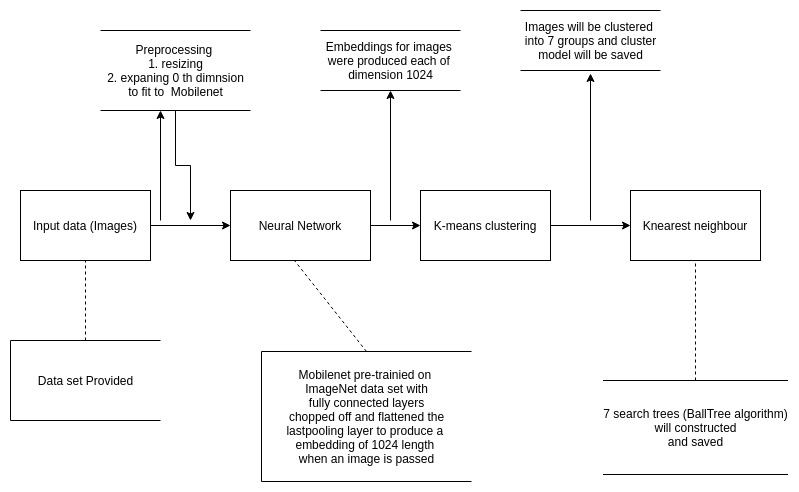 Preprocessing
1. resizing
2. expaning 0 th dimnsion
to fit to Mobilenet
Embeddings for images
were produced each of
dimension 1024
Images will be clustered
into 7 groups and cluster
model will be saved
Input data (Images)
Neural Network
K-means clustering
Knearest neighbour
Data set Provided
Mobilenet pre-trainied on
ImageNet data set with
fully connected layers
chopped off and flattened the
lastpooling layer to produce a
embedding of 1024 length
when an image is passed
7 search trees (BallTree algorithm)
will constructed
and saved